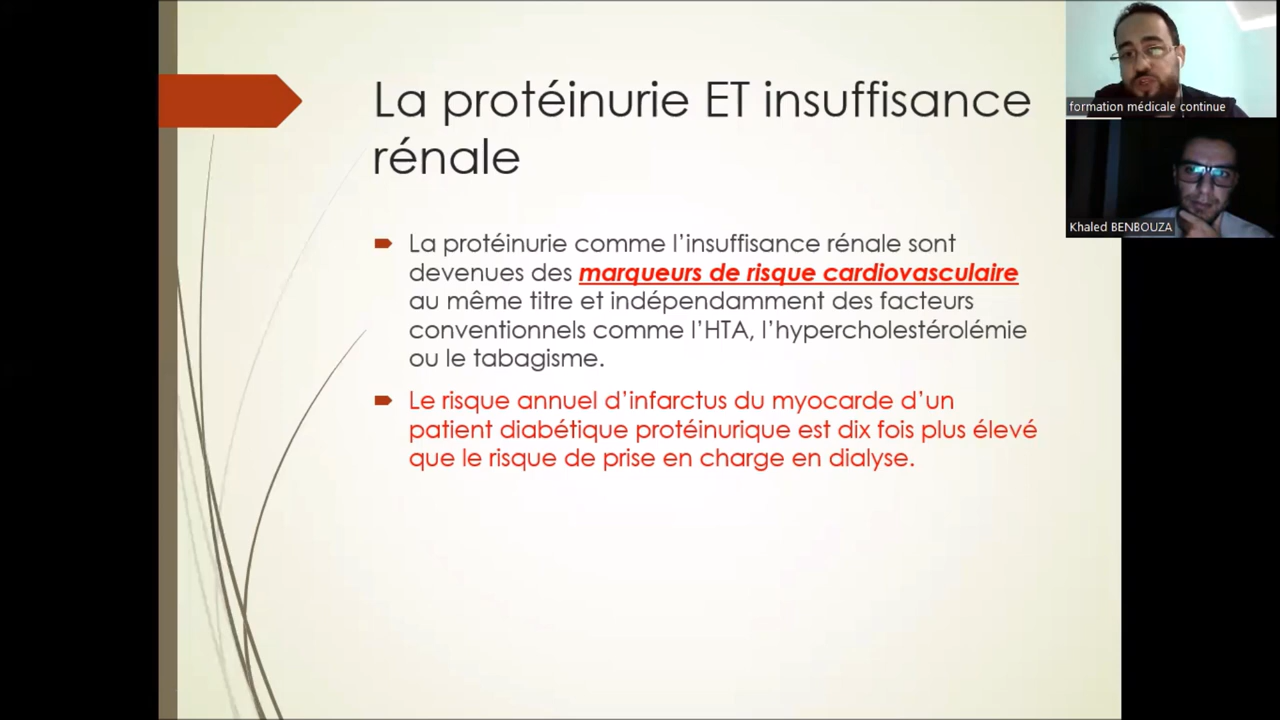 La protéinurie ET insuffisance
rénale
La protéinurie comme l'insuffisance rénale sont
devenues des marqueurs de risque cardiovasculaire
au même titre et indépendamment des facteurs
conventionnels comme l'HTA, l'hypercholestérolémie
ou le tabagisme.
Le risque annuel d'infarctus du myocarde d'un
patient diabétique protéinurique est dix fois plus élevé
que le risque de prise en charge en dialyse.
formation médicale continue
Khaled BENBOUZA